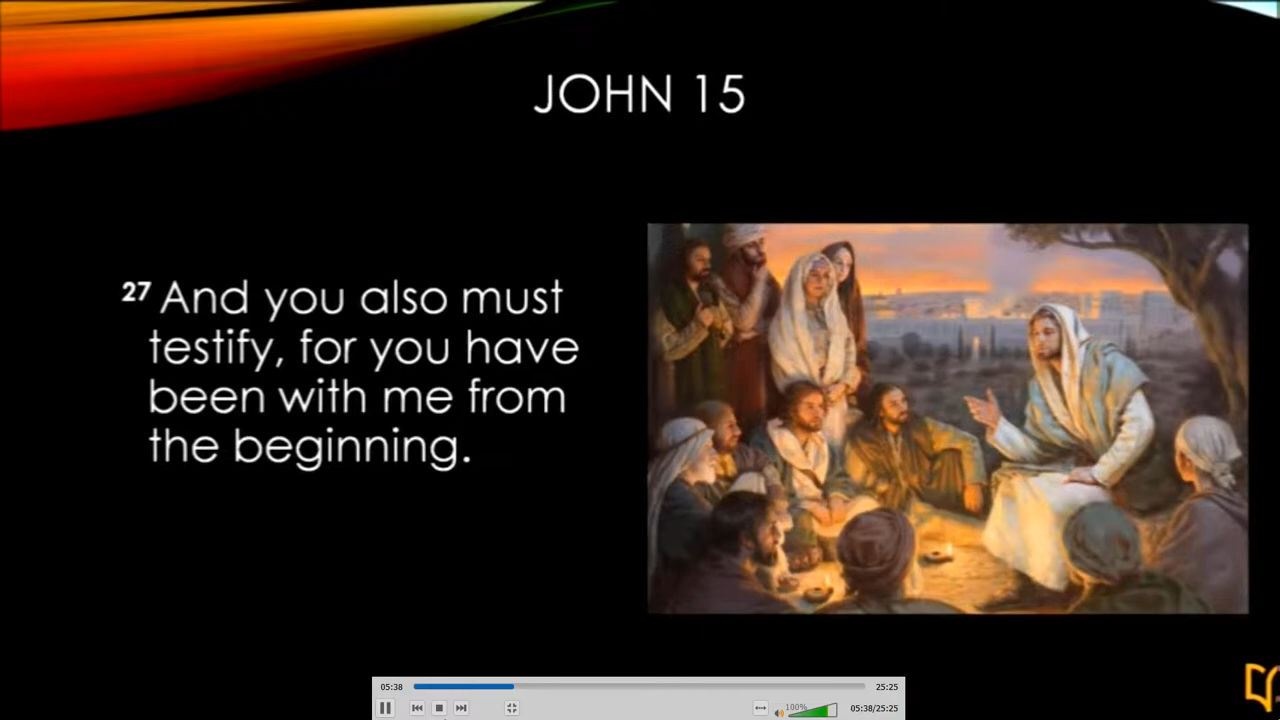 JOHN 15
27 And you also must
testify, for you have
been with me from
the beginning.
05:38
25:25
100%
05:38/25:25